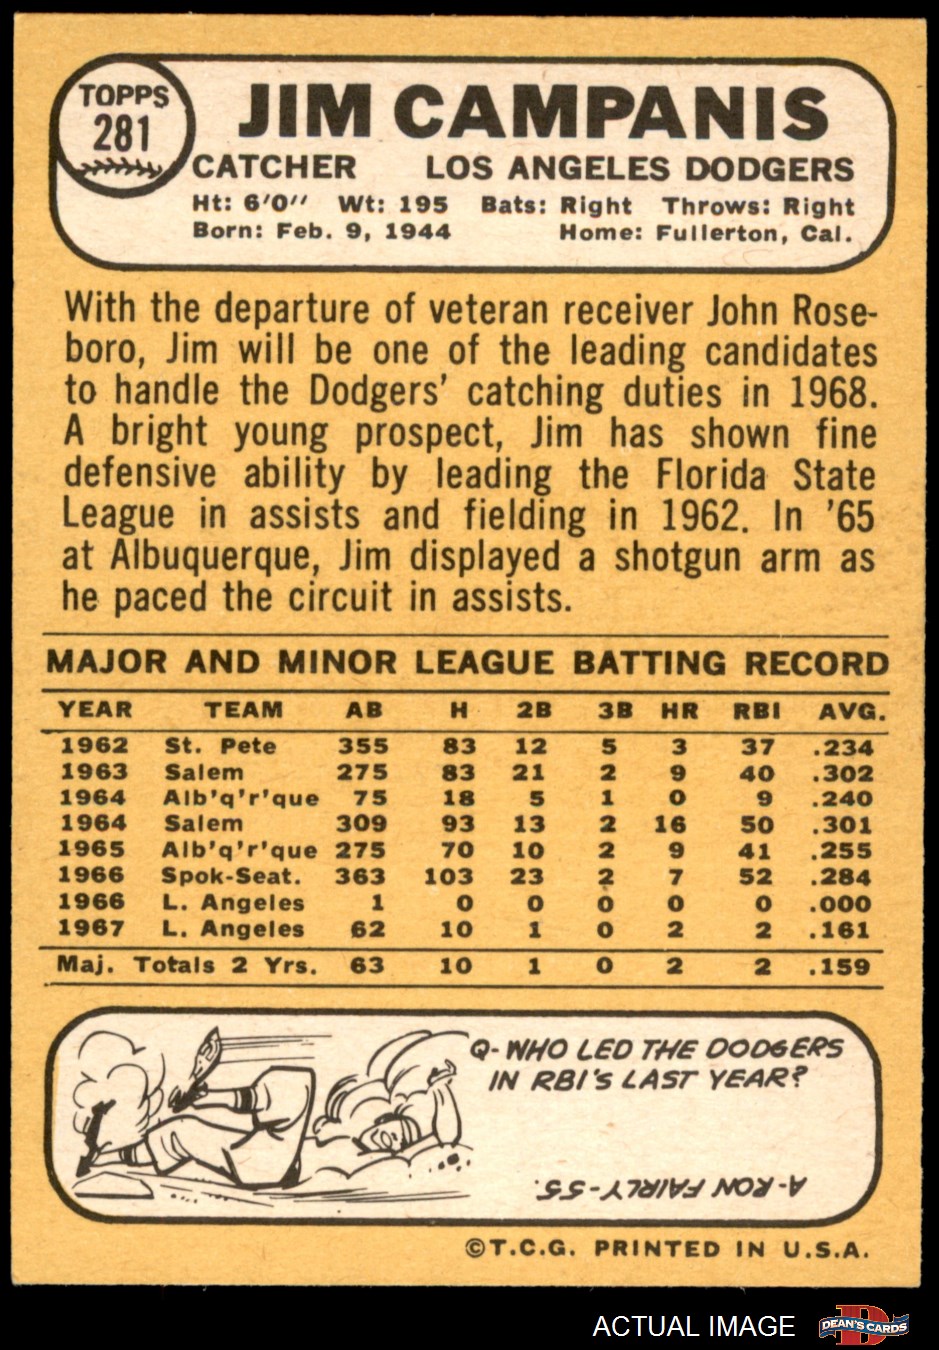 TOPPS
281
JIM CAMPANIS
CATCHER LOS ANGELES DODGERS
Ht: 6'0" Wt: 195 Bats: Right Throws: Right
Born: Feb. 9, 1944 Home: Fullerton, Cal.
With the departure of veteran receiver John Rose-
boro, Jim will be one of the leading candidates
to handle the Dodgers' catching duties in 1968.
A bright young prospect, Jim has shown fine
defensive ability by leading the Florida State
League in assists and fielding in 1962. In '65
at Albuquerque, Jim displayed a shotgun arm as
he paced the circuit in assists.
MAJOR AND MINOR LEAGUE BATTING RECORD
YEAR TEAM AB H 2B 3B HR RBI AVG.
1962 St. Pete 355 83 12 5 3 37 .234
1963 Salem 275 83 21 2 9 40 .302
1964 Alb'q'r'que 75 18 5 1 0 9 .240
1964 Salem 309 93 13 2 16 50 .301
1965 Alb'q'r'que 275 70 10 2 9 41 .255
1966 Spok-Seat. 363 103 23 2 7 52 .284
1966 L. Angeles 1 0 0 0 0 0 .000
1967 L. Angeles 62 10 1 0 2 2 .161
Maj. Totals 2 Yrs. 63 10 1 0 2 2 .159
Q-WHO LED THE DODGERS
IN RBI'S LAST YEAR?
A-RON FAIRLY-55.
©T.C.G. PRINTED IN U.S.A.
ACTUAL IMAGE
DEAN'S CARDS